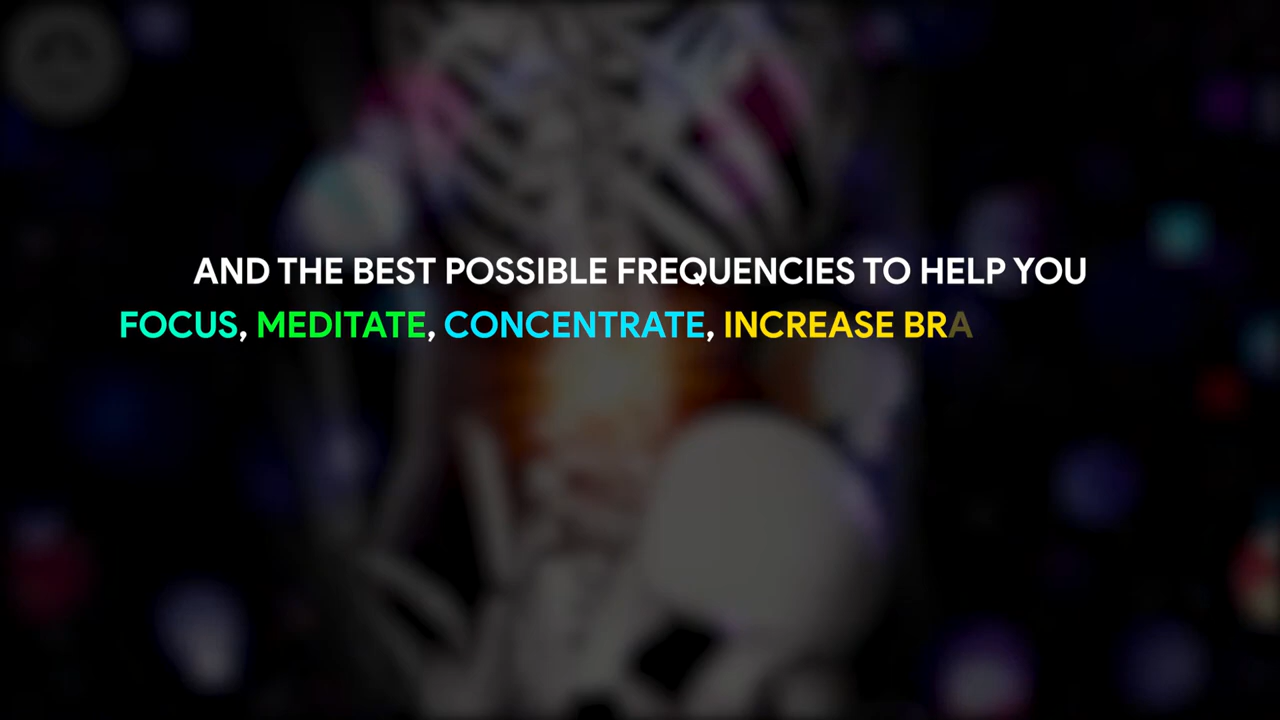 AND THE BEST POSSIBLE FREQUENCIES TO HELP YOU
FOCUS, MEDITATE, CONCENTRATE, INCREASE BRA